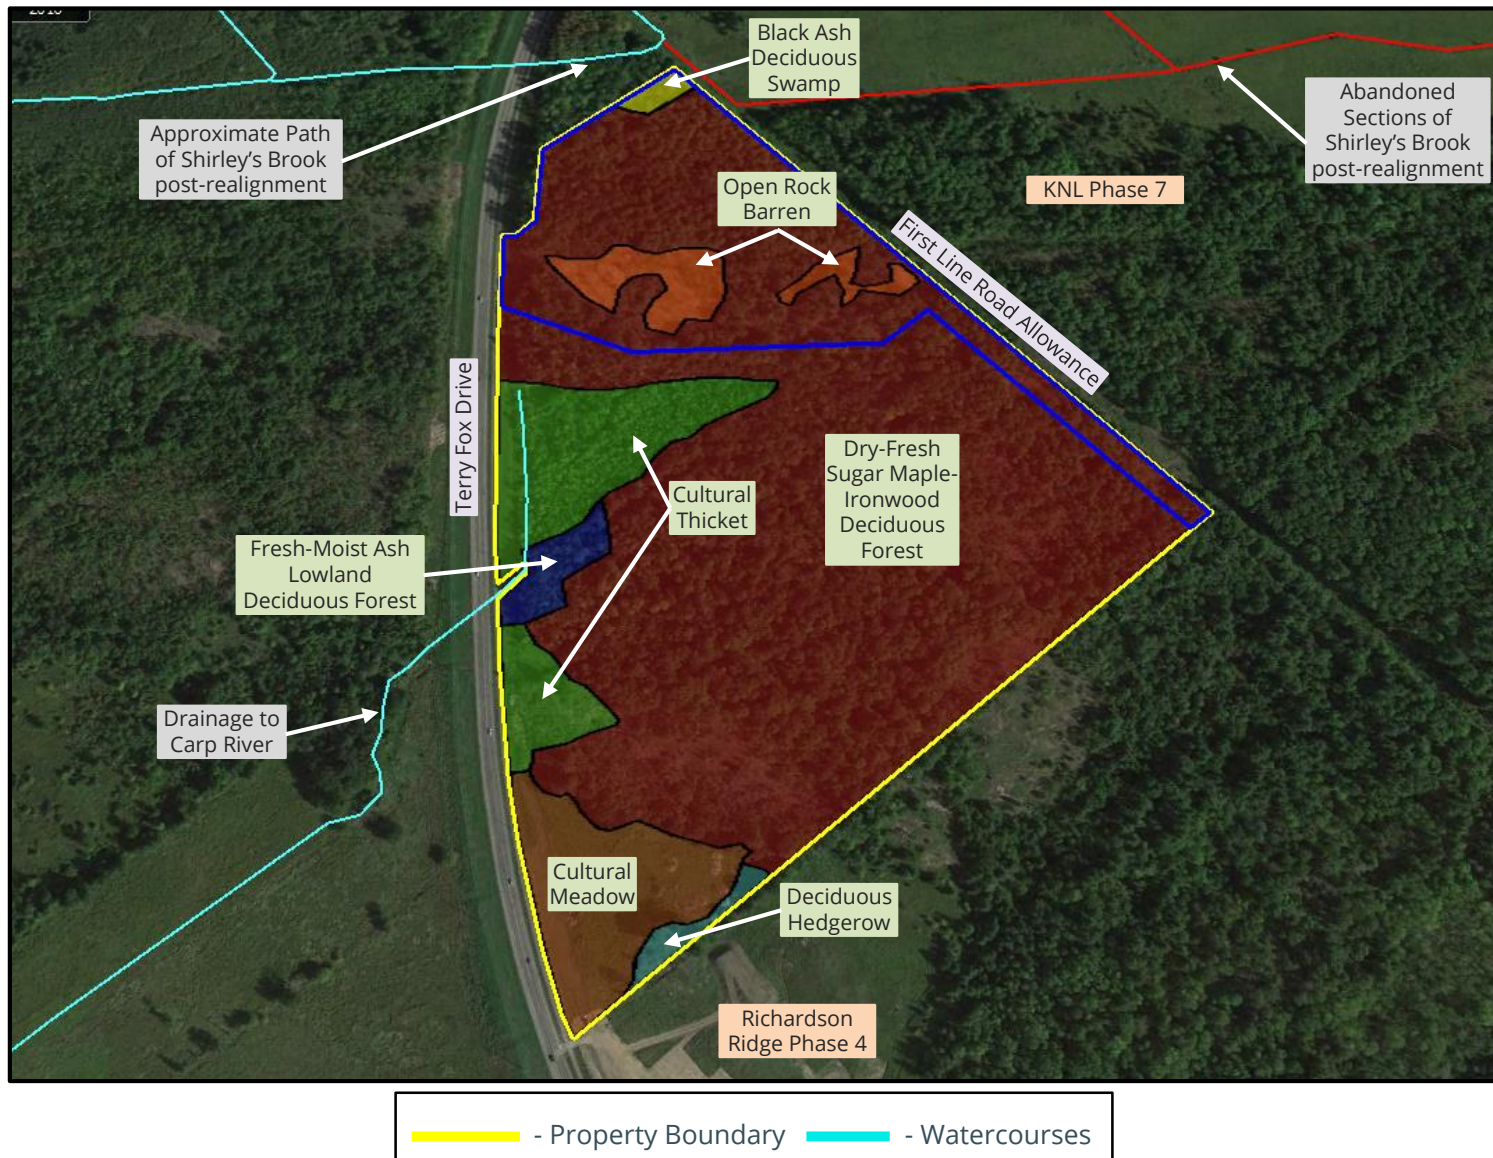 Black Ash
Deciduous
Swamp
Approximate Path
of Shirley's Brook
post-realignment
Abandoned
Sections of
Shirley's Brook
post-realignment
KNL Phase 7
Open Rock
Barren
First Line Road Allowance
Terry Fox Drive
Dry-Fresh
Sugar Maple-
Ironwood
Deciduous
Forest
Cultural
Thicket
Fresh-Moist Ash
Lowland
Deciduous Forest
Drainage to
Carp River
Cultural
Meadow
Deciduous
Hedgerow
Richardson
Ridge Phase 4
- Property Boundary
- Watercourses